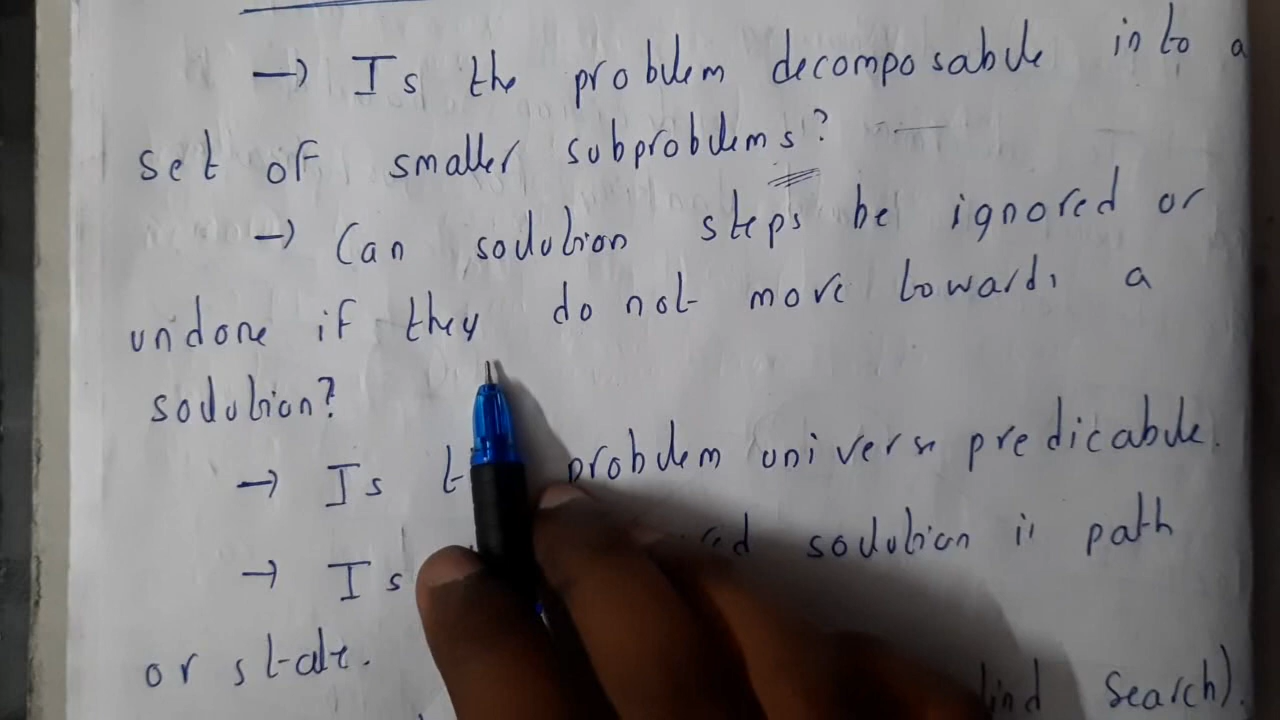 → Is the problem decomposable into a
set of smaller subproblems?
→ Can solution steps be ignored or
undone if they do not move towards a
solution?
→ Is problem universe predicable.
→ Is solution is path
or state.
search).